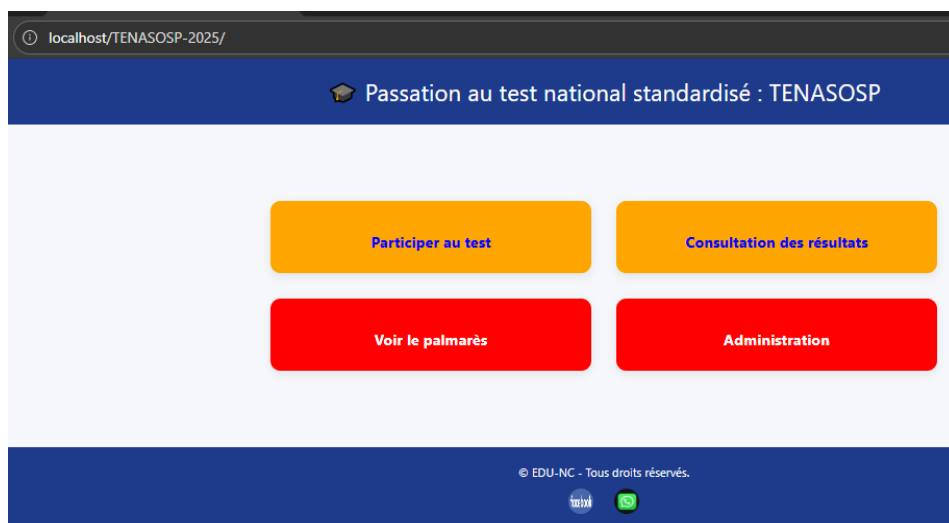 localhost/TENASOSP-2025/
Passation au test national standardisé : TENASOSP
Participer au test
Consultation des résultats
Voir le palmarès
Administration
© EDU-NC - Tous droits réservés.
facebook